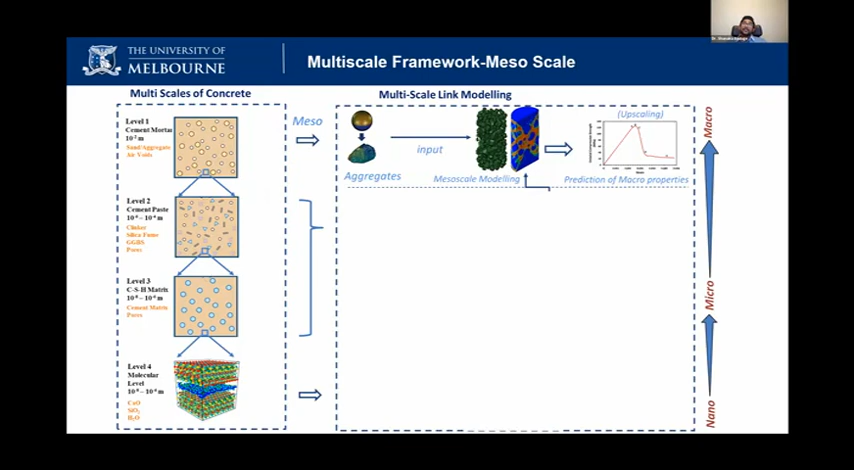 THE UNIVERSITY OF
MELBOURNE
Multiscale Framework-Meso Scale
Multi Scales of Concrete
Level 1
Cement Mortar
Sand/Aggregate
Air Voids
Level 2
Cement Paste
Clinker
Silica Fume
GGBS
Pores
Level 3
C-S-H Matrix
Cement Matrix
Pores
Level 4
Molecular
Level
CaO
SiO₂
H₂O
Meso
Multi-Scale Link Modelling
Aggregates
input
Mesoscale Modelling
(Upscaling)
Prediction of Macro properties
Macro
Micro
Nano